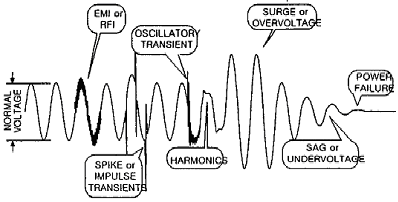 EMI or
RFI
OSCILLATORY
TRANSIENT
SURGE or
OVERVOLTAGE
POWER
FAILURE
NORMAL
VOLTAGE
SPIKE or
IMPULSE
TRANSIENTS
HARMONICS
SAG or
UNDERVOLTAGE